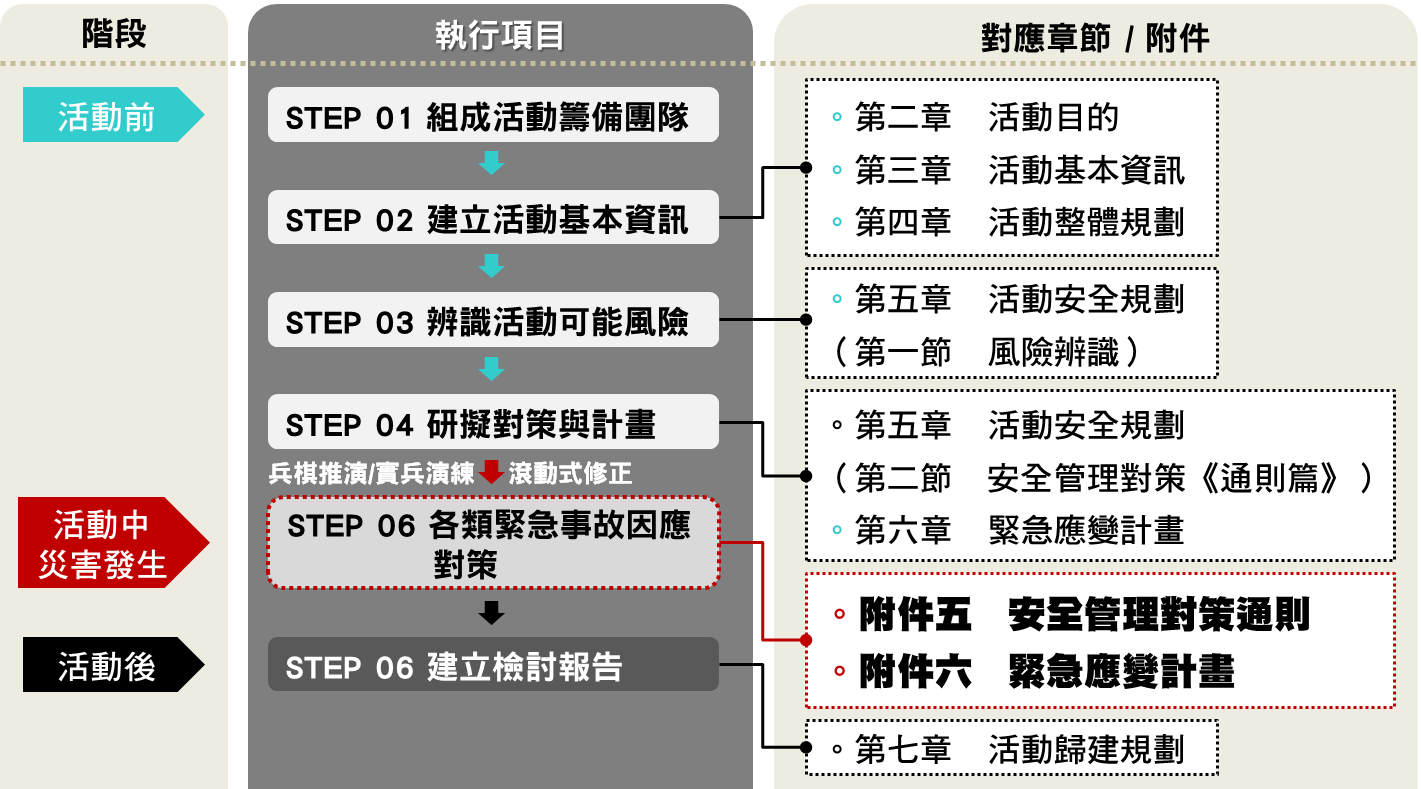 階段
執行項目
對應章節 / 附件
活動前
STEP 01 組成活動籌備團隊
STEP 02 建立活動基本資訊
STEP 03 辨識活動可能風險
STEP 04 研擬對策與計畫
兵棋推演/實兵演練
滾動式修正
活動中
災害發生
STEP 06 各類緊急事故因應
對策
活動後
STEP 06 建立檢討報告
第二章　活動目的
第三章　活動基本資訊
第四章　活動整體規劃
第五章　活動安全規劃
（第一節　風險辨識）
第五章　活動安全規劃
（第二節　安全管理對策《通則篇》）
第六章　緊急應變計畫
附件五　安全管理對策通則
附件六　緊急應變計畫
第七章　活動歸建規劃